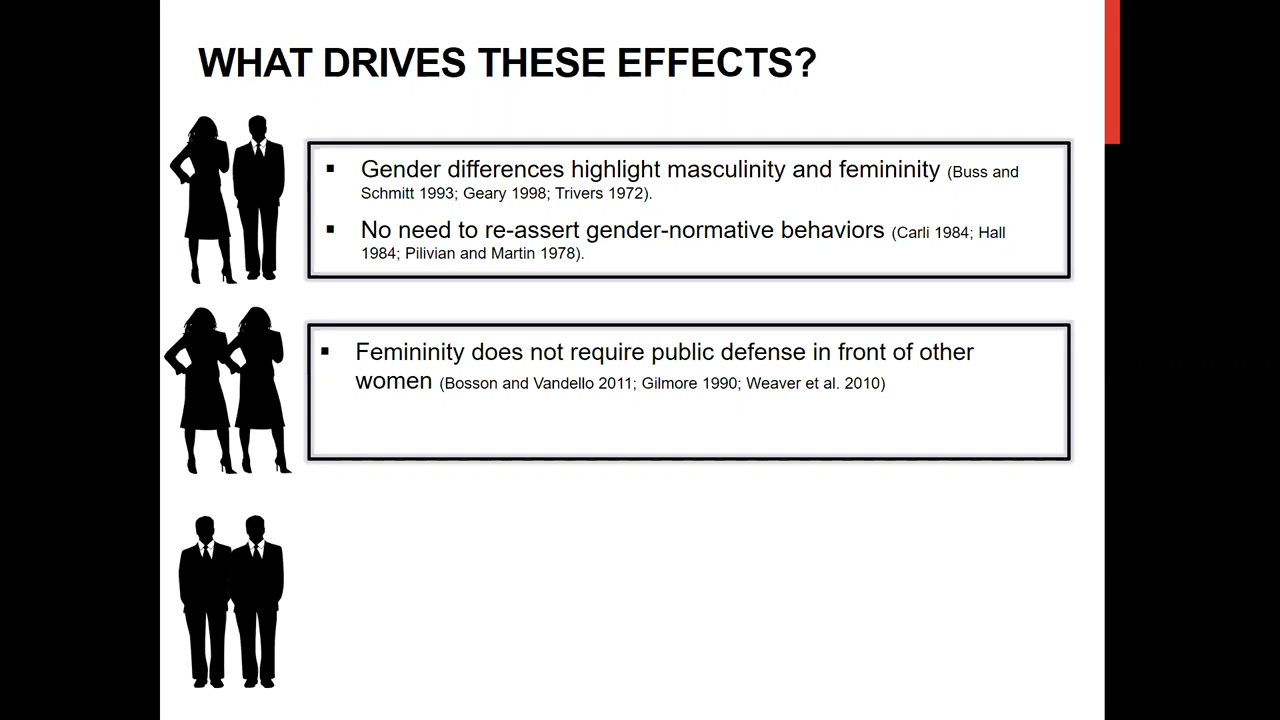 WHAT DRIVES THESE EFFECTS?
▪ Gender differences highlight masculinity and femininity (Buss and
Schmitt 1993; Geary 1998; Trivers 1972).
▪ No need to re-assert gender-normative behaviors (Carli 1984; Hall
1984; Pilivian and Martin 1978).
▪ Femininity does not require public defense in front of other
women (Bosson and Vandello 2011; Gilmore 1990; Weaver et al. 2010)